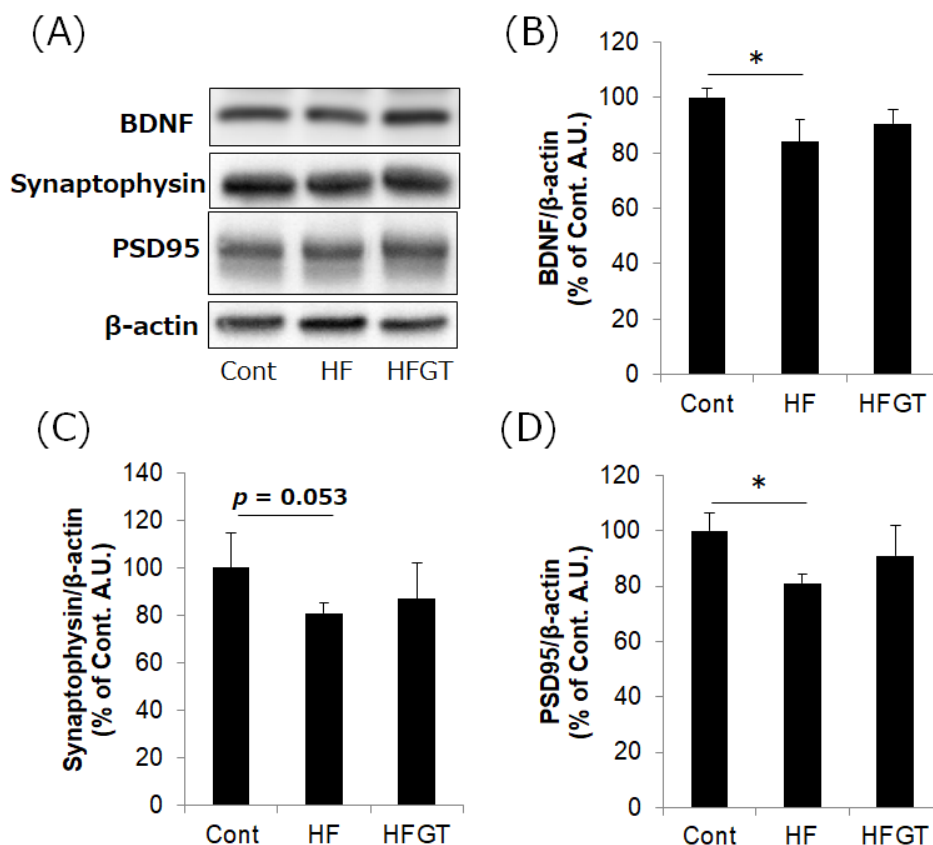 (A)
BDNF
Synaptophysin
PSD95
β-actin
Cont HF HFGT
(B)
BDNF/β-actin
(% of Cont. A.U.)
120
100
80
60
40
20
0
*
Cont HF HFGT
(C)
Synaptophysin/β-actin
(% of Cont. A.U.)
140
120
100
80
60
40
20
0
p = 0.053
Cont HF HFGT
(D)
PSD95/β-actin
(% of Cont. A.U.)
120
100
80
60
40
20
0
*
Cont HF HFGT